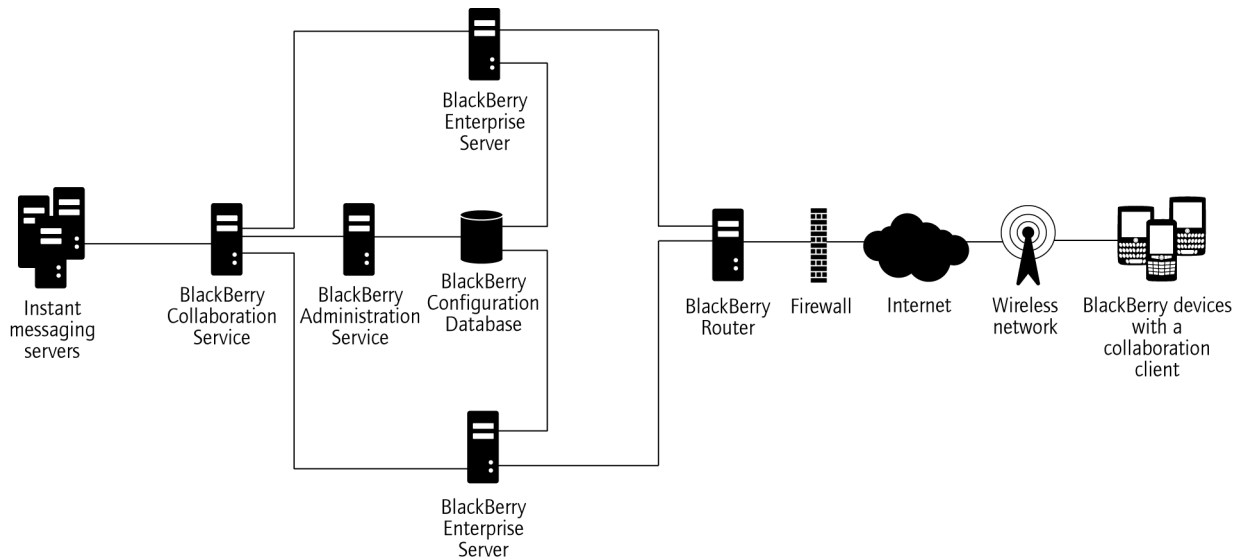 BlackBerry
Enterprise
Server
Instant
messaging
servers
BlackBerry
Collaboration
Service
BlackBerry
Administration
Service
BlackBerry
Configuration
Database
BlackBerry
Router
Firewall
Internet
Wireless
network
BlackBerry devices
with a
collaboration
client
BlackBerry
Enterprise
Server